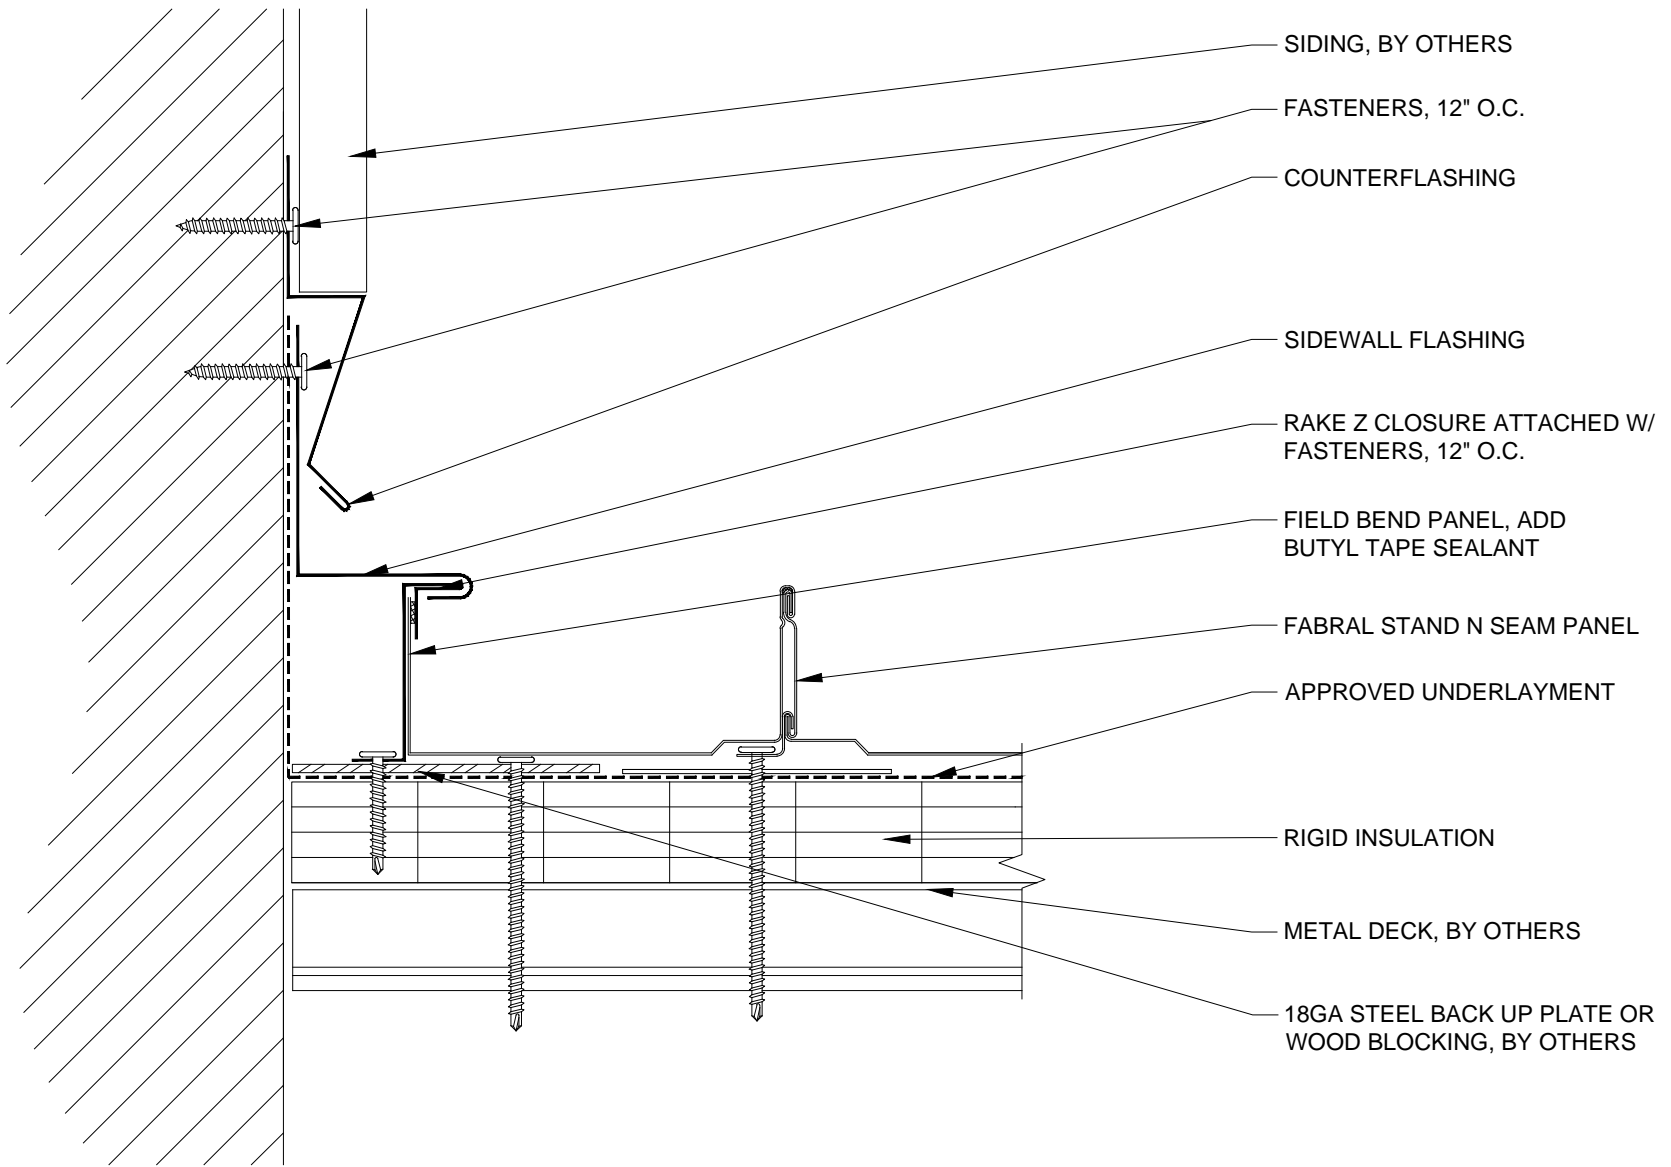 SIDING, BY OTHERS
FASTENERS, 12" O.C.
COUNTERFLASHING
SIDEWALL FLASHING
RAKE Z CLOSURE ATTACHED W/
FASTENERS, 12" O.C.
FIELD BEND PANEL, ADD
BUTYL TAPE SEALANT
FABRAL STAND N SEAM PANEL
APPROVED UNDERLAYMENT
RIGID INSULATION
METAL DECK, BY OTHERS
18GA STEEL BACK UP PLATE OR
WOOD BLOCKING, BY OTHERS